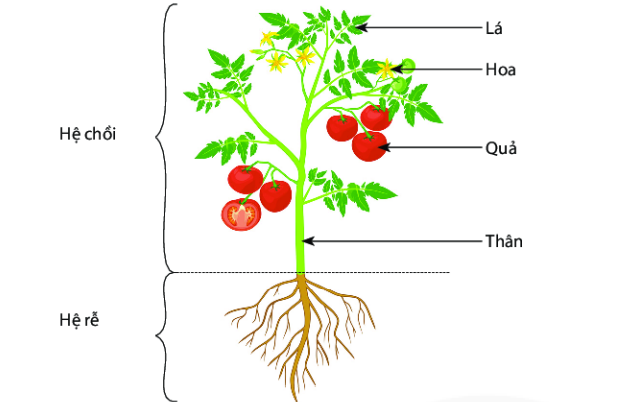 Lá
Hoa
Hệ chồi
Quả
Thân
Hệ rễ